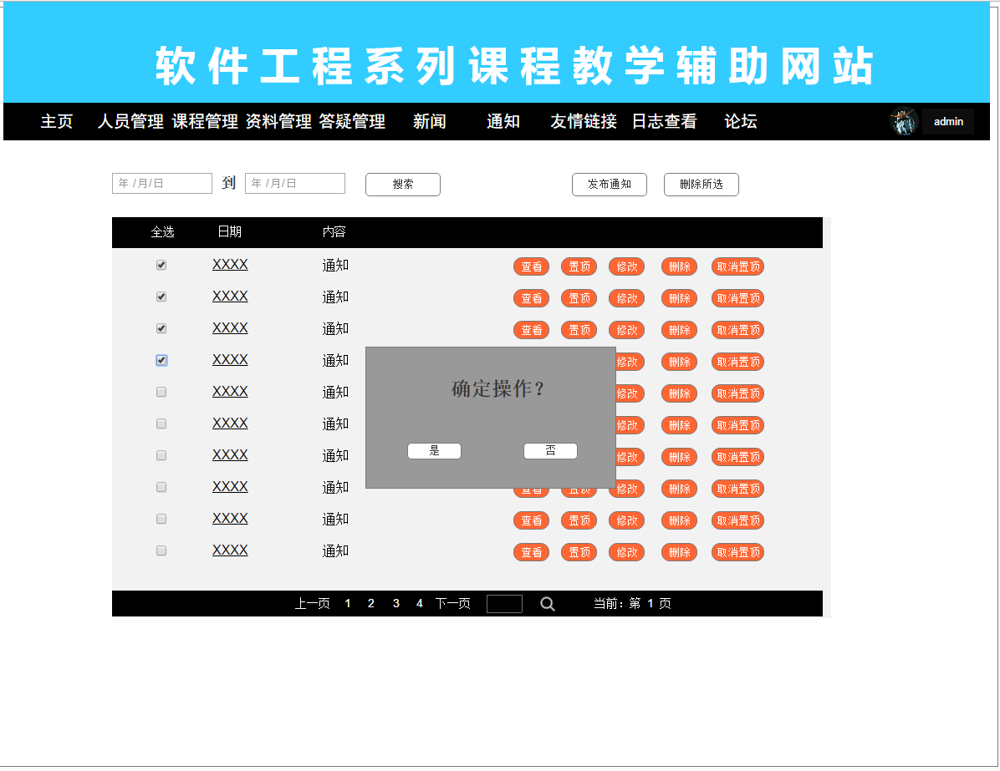 软件工程系列课程教学辅助网站
主页 人员管理 课程管理 资料管理 答疑管理 新闻 通知 友情链接 日志查看 论坛 admin
年 /月/日 到 年 /月/日 搜索 发布通知 删除所选
全选 日期 内容
XXXX 通知 查看 置顶 修改 删除 取消置顶
XXXX 通知 查看 置顶 修改 删除 取消置顶
XXXX 通知 查看 置顶 修改 删除 取消置顶
XXXX 通知 修改 删除 取消置顶
确定操作？
XXXX 通知 修改 删除 取消置顶
XXXX 通知 修改 删除 取消置顶
是 否
XXXX 通知 修改 删除 取消置顶
XXXX 通知 查看 置顶 修改 删除 取消置顶
XXXX 通知 查看 置顶 修改 删除 取消置顶
XXXX 通知 查看 置顶 修改 删除 取消置顶
上一页 1 2 3 4 下一页 当前：第 1 页